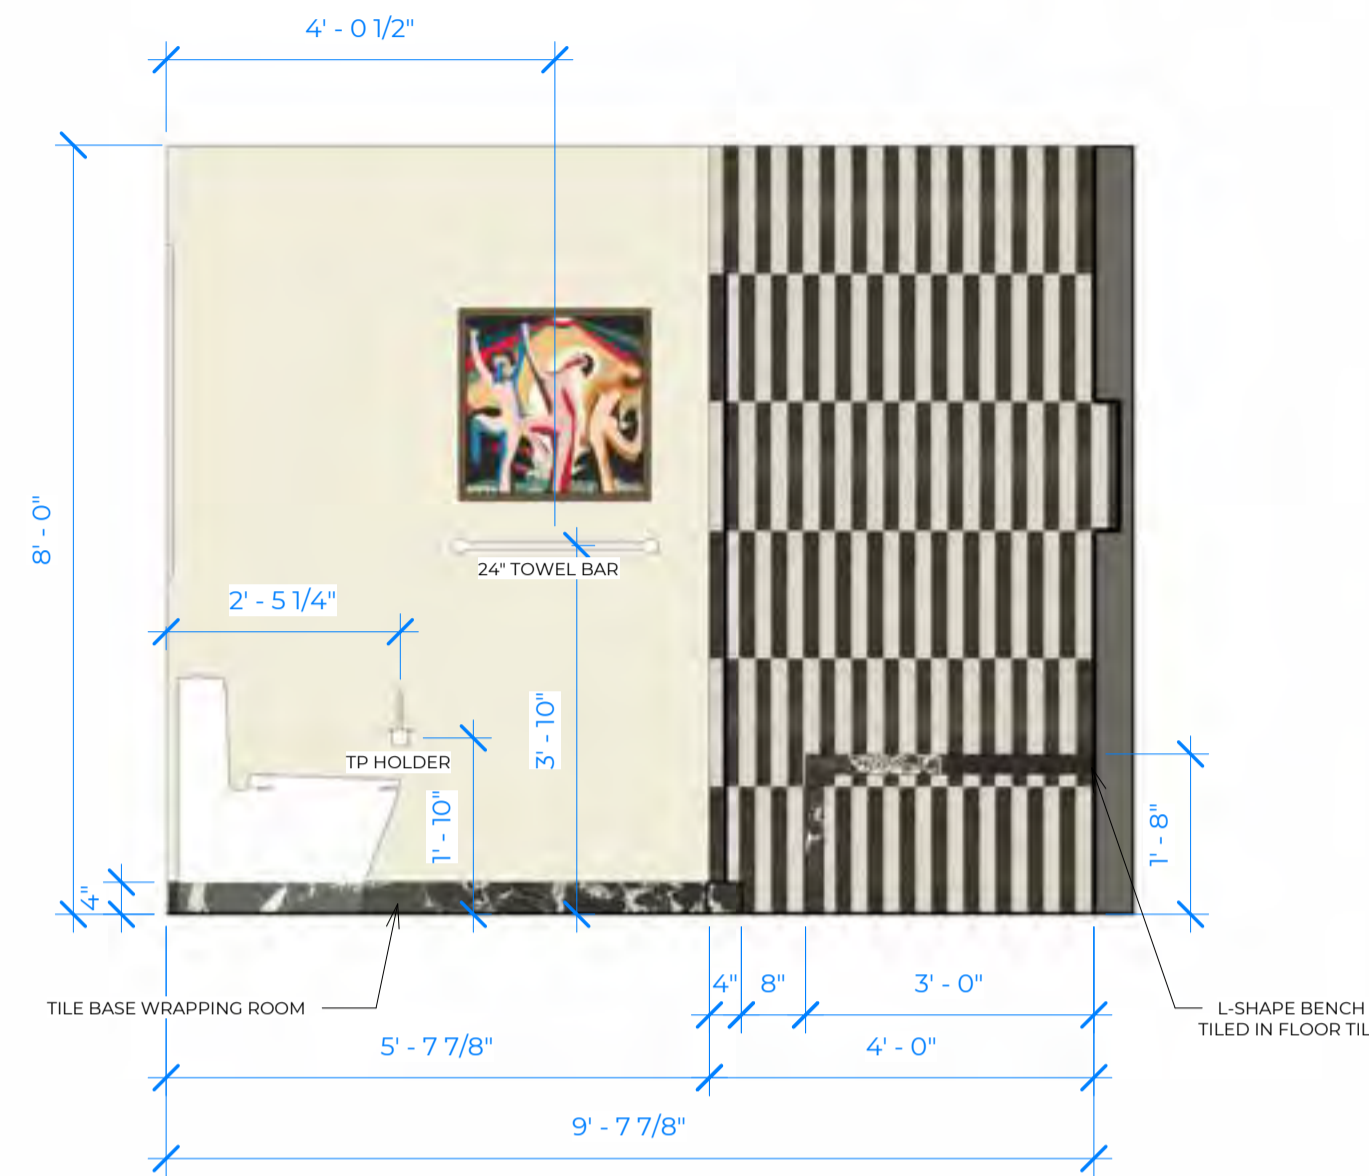 4' - 0 1/2"
8' - 0"
24" TOWEL BAR
2' - 5 1/4"
3' - 10"
TP HOLDER
1' - 10"
1' - 8"
4"
4" 8" 3' - 0"
TILE BASE WRAPPING ROOM
L-SHAPE BENCH
TILED IN FLOOR TIL
5' - 7 7/8" 4' - 0"
9' - 7 7/8"